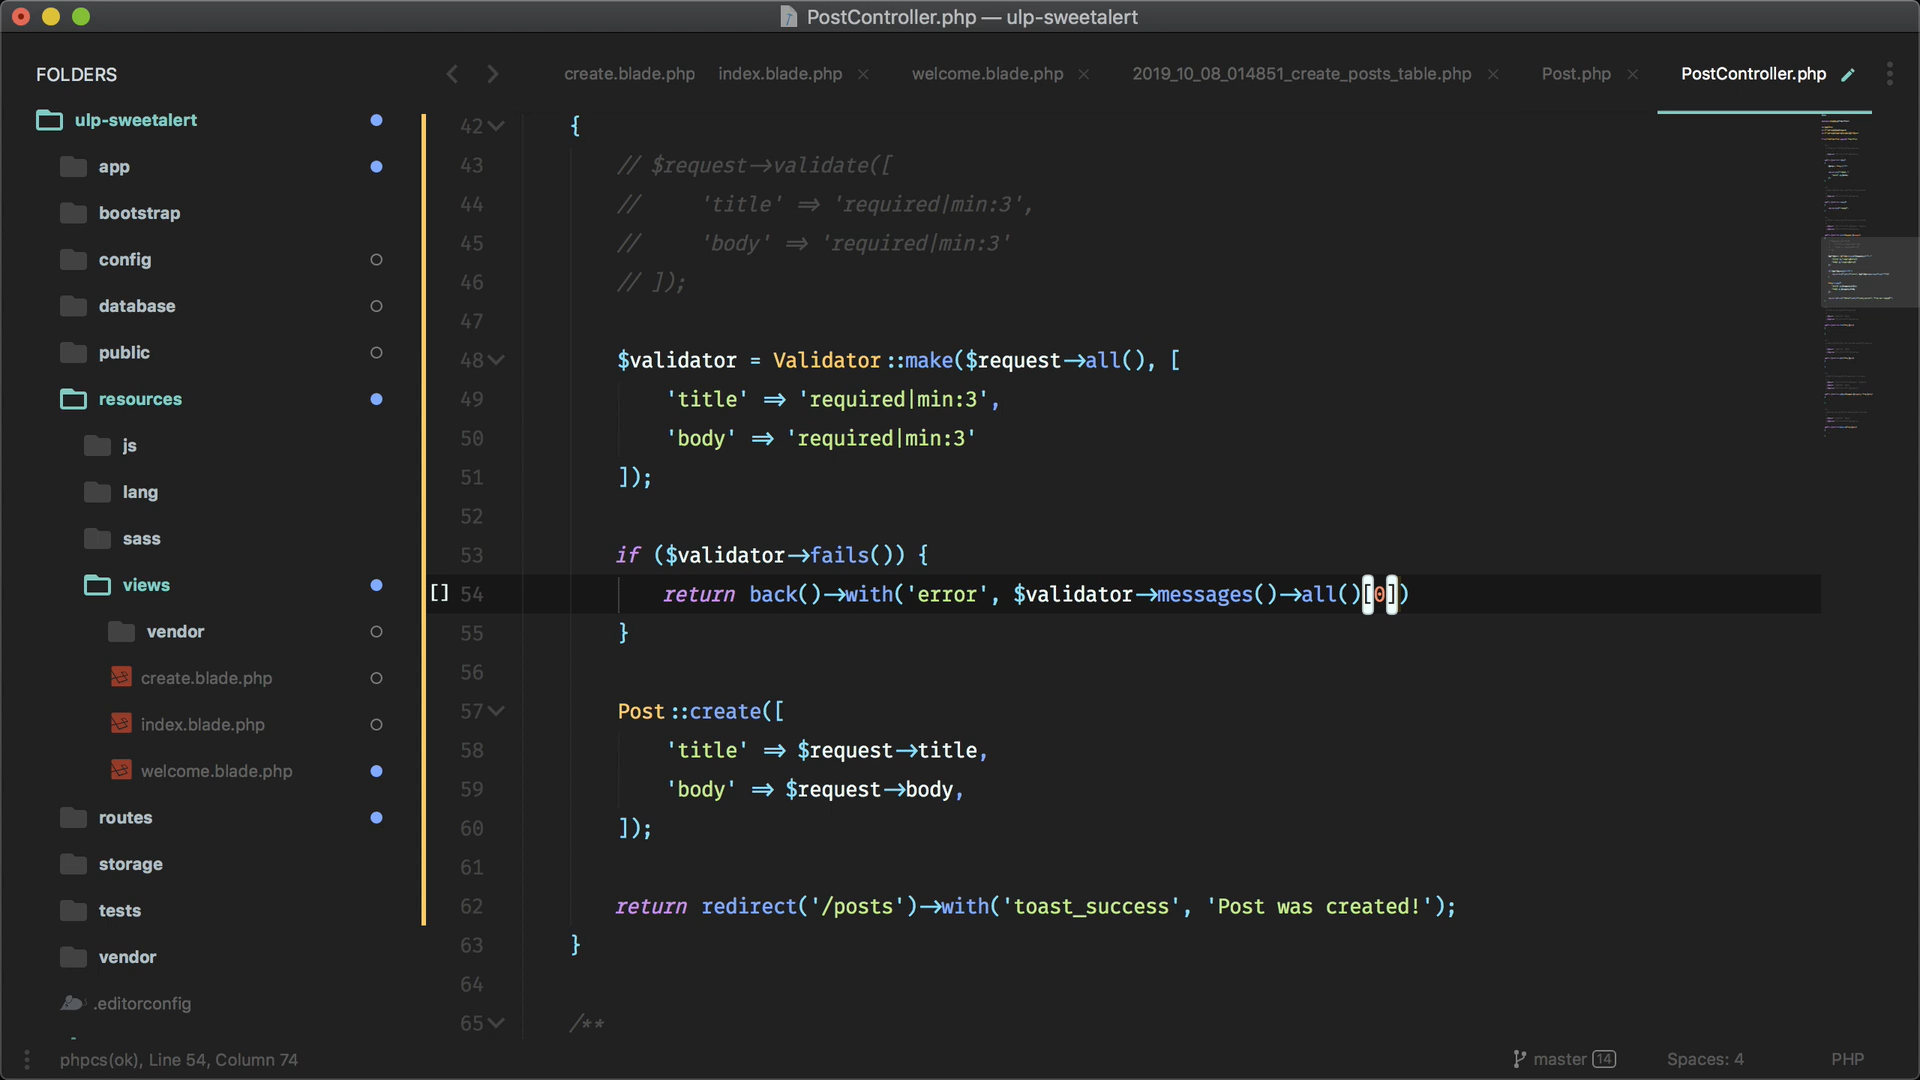 PostController.php — ulp-sweetalert
FOLDERS
ulp-sweetalert
app
bootstrap
config
database
public
resources
js
lang
sass
views
vendor
create.blade.php
index.blade.php
welcome.blade.php
routes
storage
tests
vendor
.editorconfig
create.blade.php index.blade.php × welcome.blade.php × 2019_10_08_014851_create_posts_table.php × Post.php × PostController.php
42 {
43 // $request->validate([
44 // 'title' => 'required|min:3',
45 // 'body' => 'required|min:3'
46 // ]);
47
48 $validator = Validator::make($request->all(), [
49 'title' => 'required|min:3',
50 'body' => 'required|min:3'
51 ]);
52
53 if ($validator->fails()) {
[] 54 return back()->with('error', $validator->messages()->all()[0])
55 }
56
57 Post::create([
58 'title' => $request->title,
59 'body' => $request->body,
60 ]);
61
62 return redirect('/posts')->with('toast_success', 'Post was created!');
63 }
64
65 /**
phpcs(ok), Line 54, Column 74
master 14
Spaces: 4
PHP